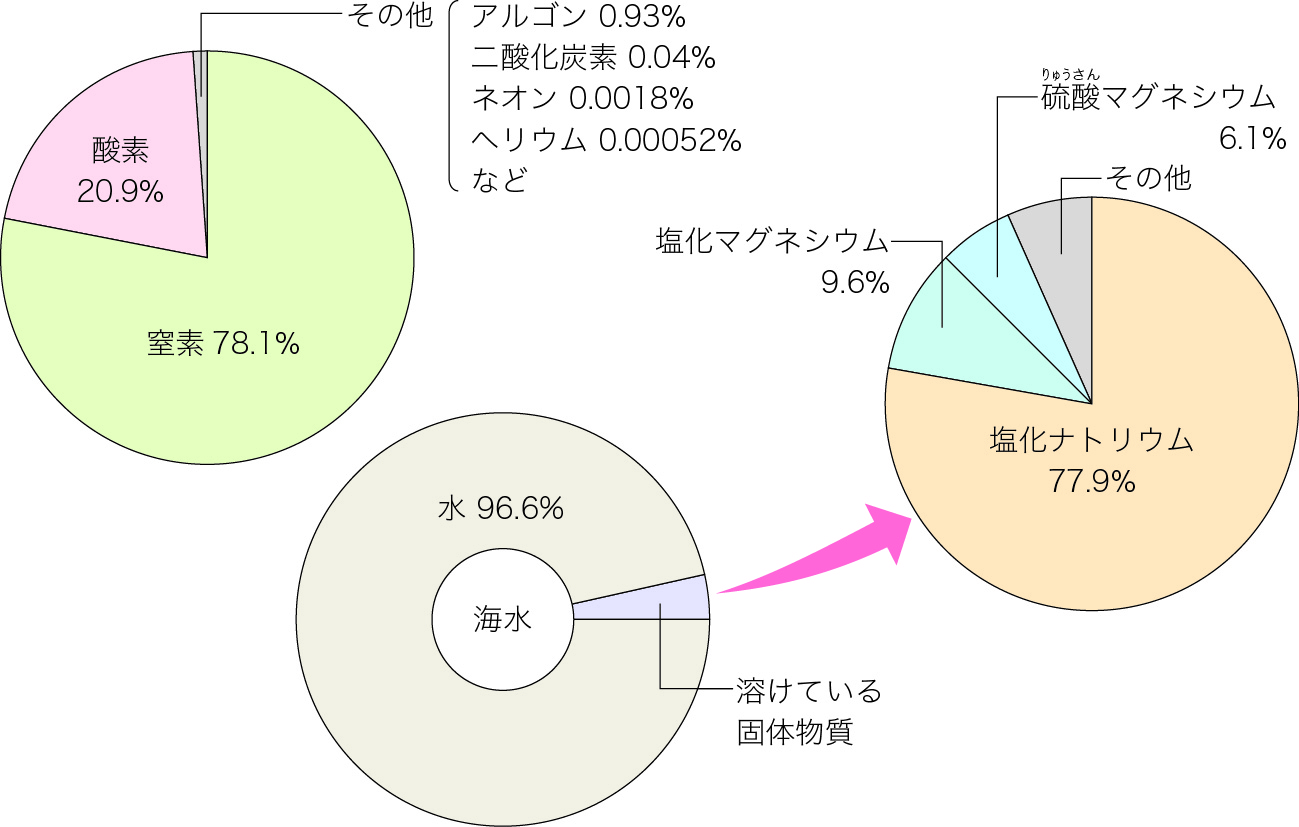 その他
アルゴン 0.93%
二酸化炭素 0.04%
ネオン 0.0018%
ヘリウム 0.00052%
など
酸素
20.9%
窒素 78.1%
りゅうさん
硫酸マグネシウム
6.1%
その他
塩化マグネシウム
9.6%
塩化ナトリウム
77.9%
水 96.6%
海水
溶けている
固体物質